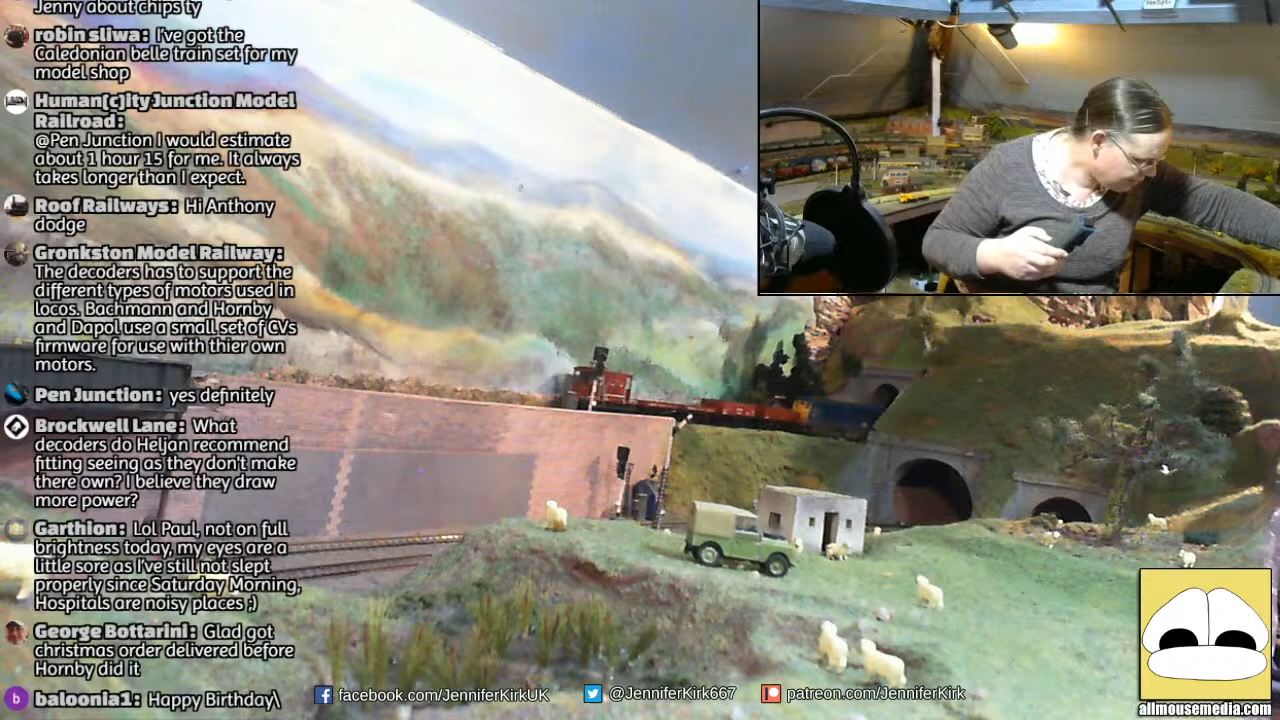 Jenny about chips ty
robin sliwa: I've got the
Caledonian belle train set for my
model shop
Human[c]ity Junction Model
Railroad:
@Pen Junction I would estimate
about 1 hour 15 for me. It always
takes longer than I expect.
Roof Railways: Hi Anthony
dodge
Gronkston Model Railway:
The decoders has to support the
different types of motors used in
locos. Bachmann and Hornby
and Dapol use a small set of CVs
firmware for use with thier own
motors.
Pen Junction: yes definitely
Brockwell Lane: What
decoders do Heljan recommend
fitting seeing as they don't make
there own? I believe they draw
more power?
Garthion: Lol Paul, not on full
brightness today, my eyes are a
little sore as I've still not slept
properly since Saturday Morning,
Hospitals are noisy places ;)
George Bottarini: Glad got
christmas order delivered before
Hornby did it
baloonia1: Happy Birthday\
facebook.com/JenniferKirkUK
@JenniferKirk667
patreon.com/JenniferKirk
allmousemedia.com